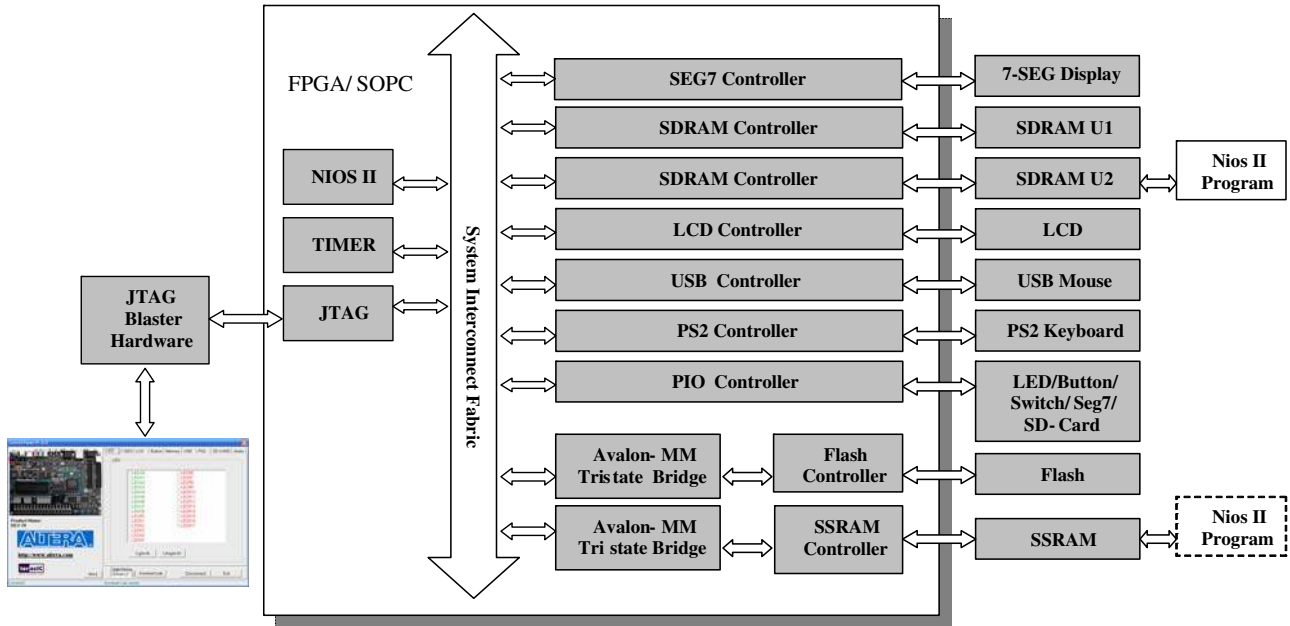 FPGA/ SOPC
SEG7 Controller
7-SEG Display
SDRAM Controller
SDRAM U1
NIOS II
SDRAM Controller
SDRAM U2
Nios II
Program
TIMER
LCD Controller
LCD
System Interconnect Fabric
JTAG
Blaster
Hardware
JTAG
USB Controller
USB Mouse
PS2 Controller
PS2 Keyboard
PIO Controller
LED/Button/
Switch/ Seg7/
SD- Card
Avalon- MM
Tristate Bridge
Flash
Controller
Flash
Avalon- MM
Tri state Bridge
SSRAM
Controller
SSRAM
Nios II
Program
ALTERA
http://www.altera.com